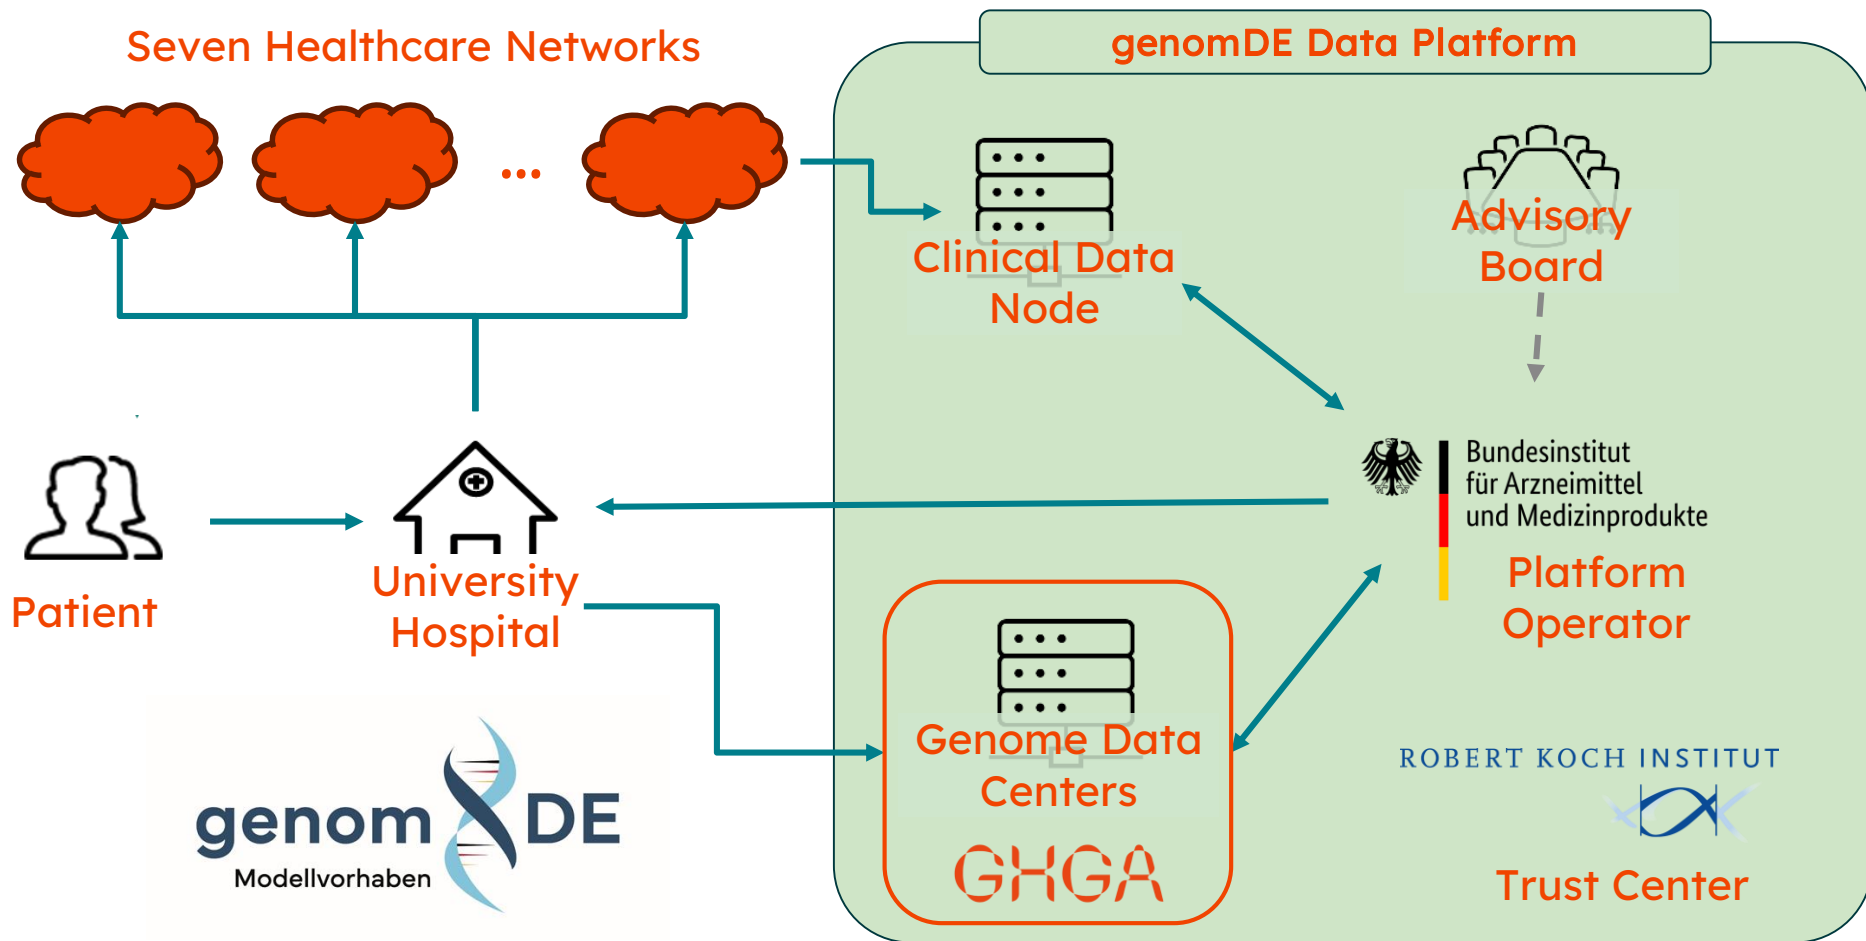 Seven Healthcare Networks
genomDE Data Platform
...
Clinical Data
Node
Advisory
Board
Bundesinstitut
für Arzneimittel
und Medizinprodukte
Platform
Operator
Patient
University
Hospital
Genome Data
Centers
GHGA
ROBERT KOCH INSTITUT
Trust Center
genom DE
Modellvorhaben